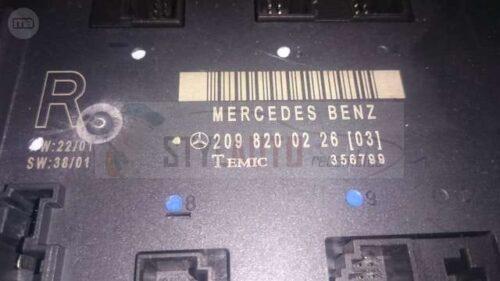 R
MERCEDES BENZ
HW:22/01
209 820 02 26 [03]
SW:38/01
TEMIC
356799
8
9